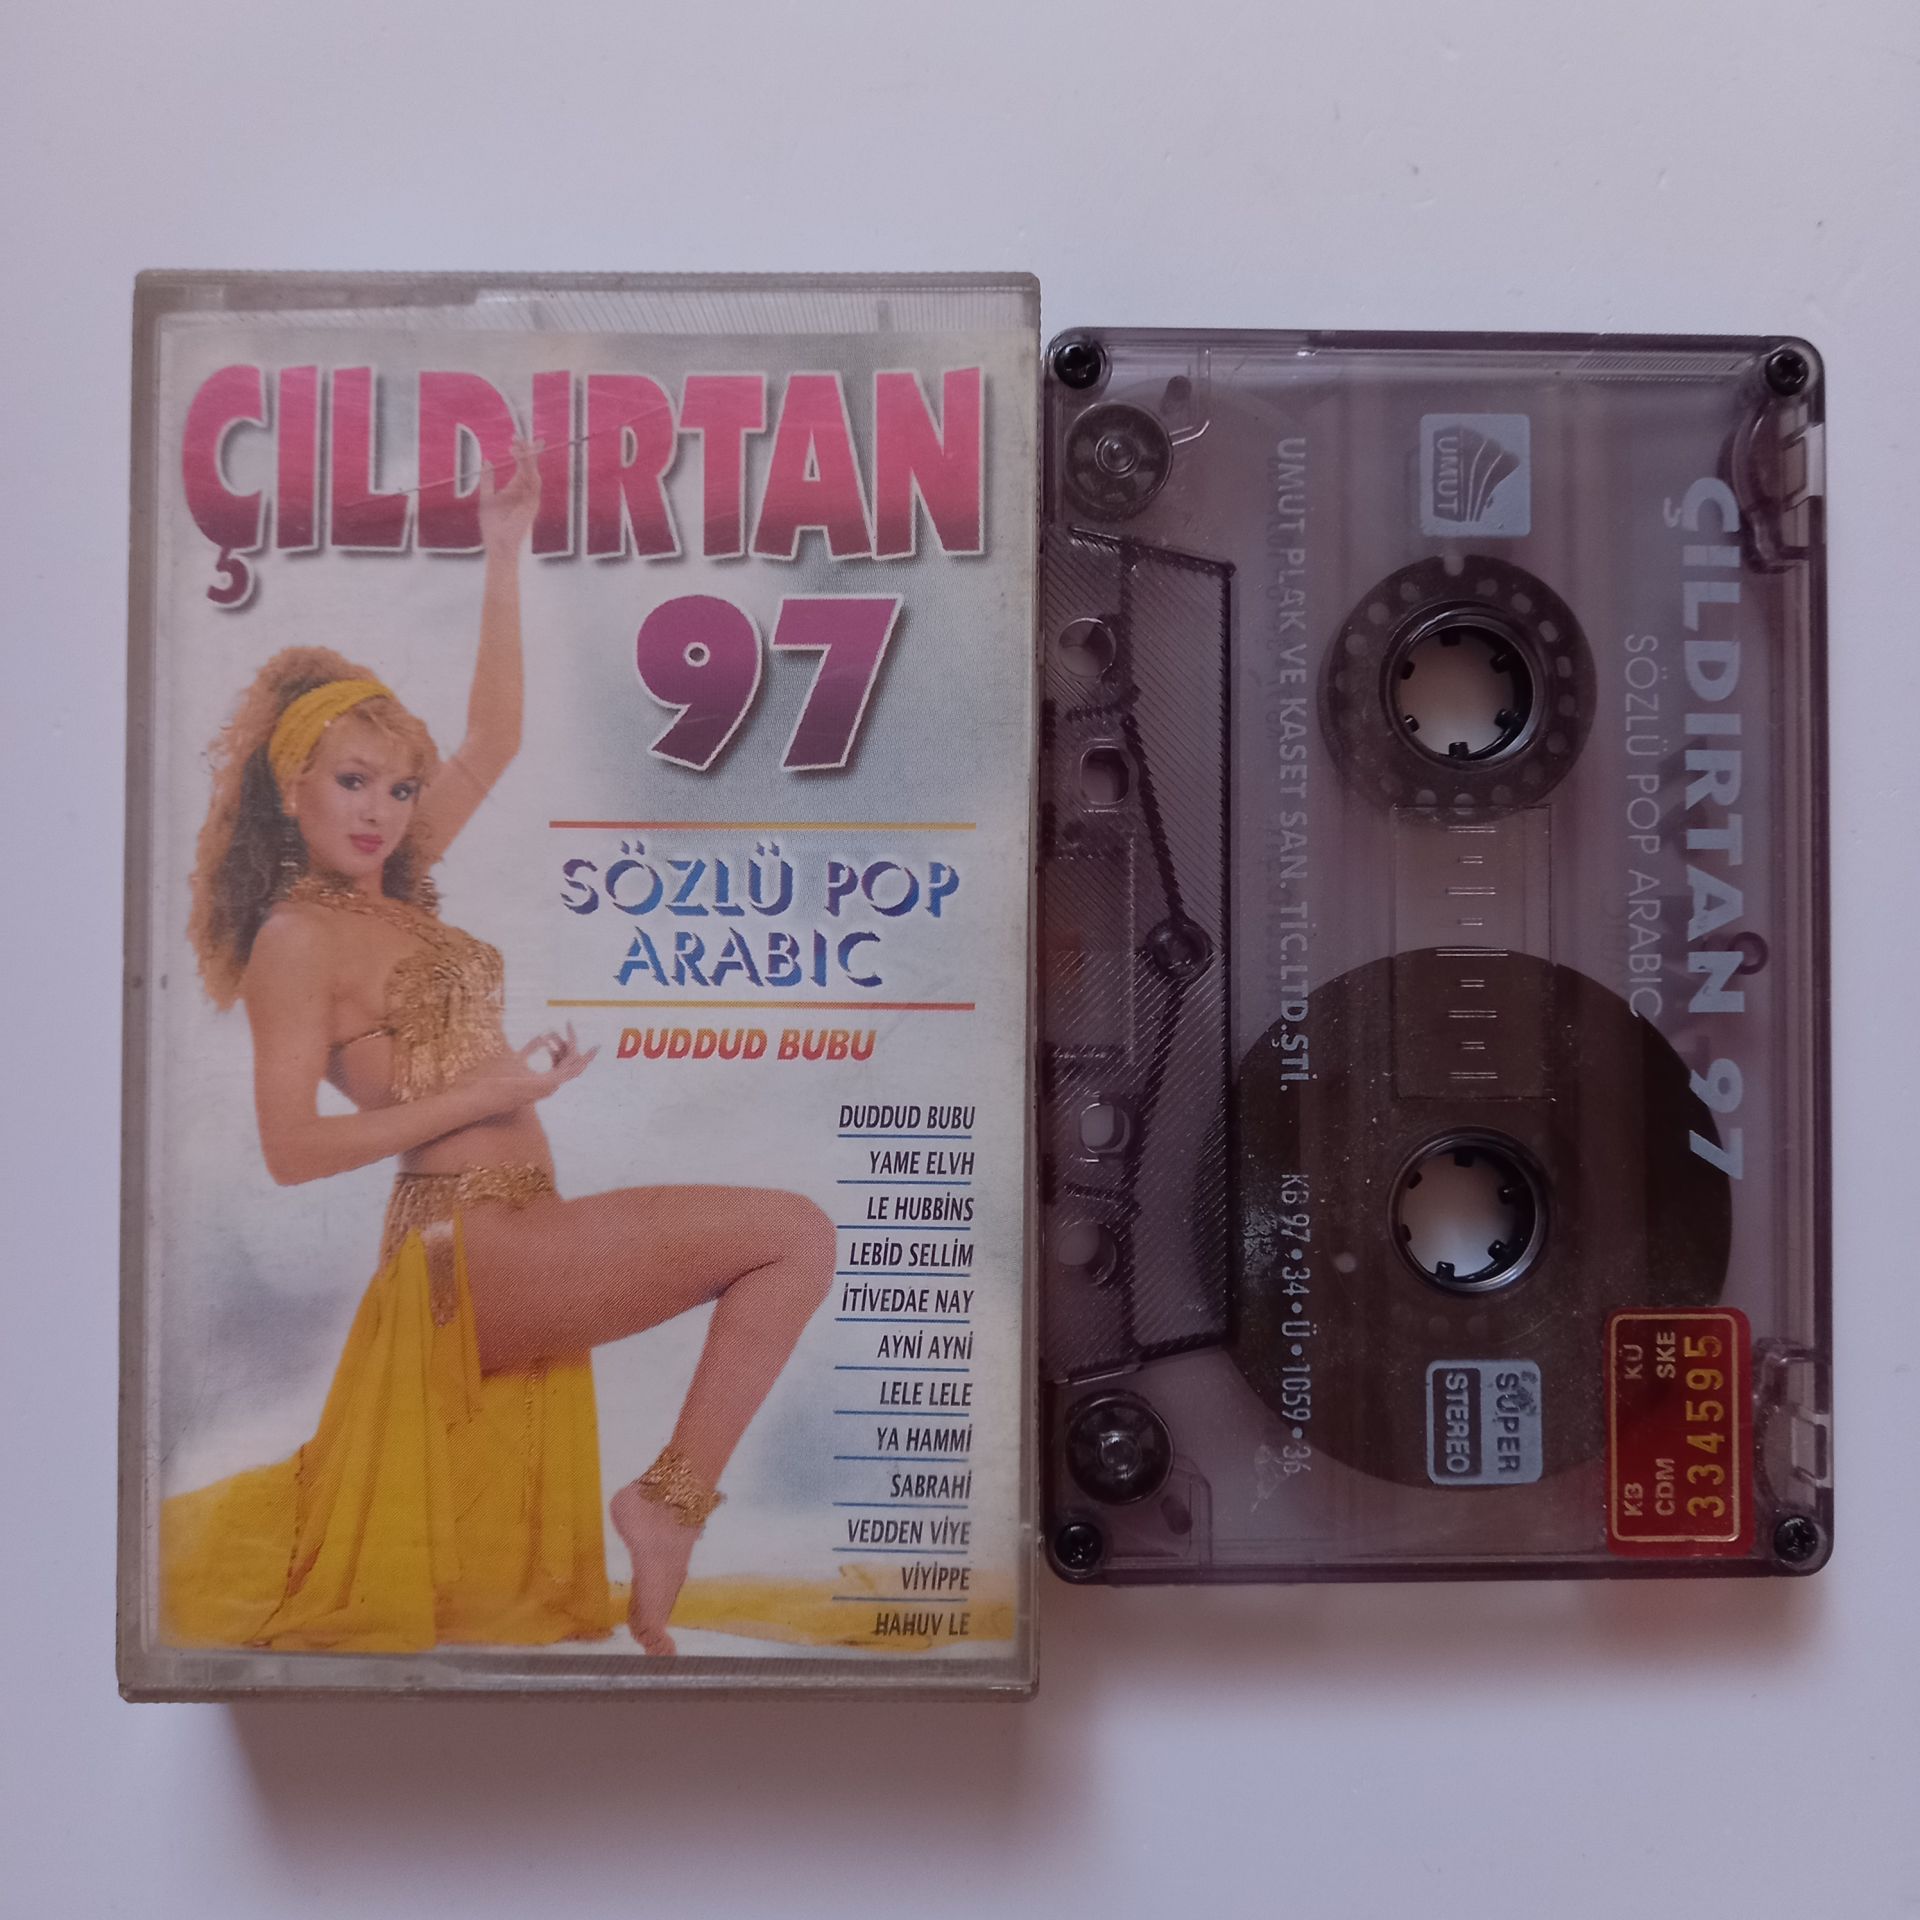 ÇILDIRTAN
97
SÖZLÜ POP
ARABIC
DUDDUD BUBU
DUDDUD BUBU
YAME ELVH
LE HUBBİNS
LEBİD SELLİM
İTİVEDAE NAY
AYNİ AYNİ
LELE LELE
YA HAMMİ
SABRAHİ
VEDDEN VİYE
VİYİPPE
HAHUV LE
ÇILDIRTAN 97
SÖZLÜ POP ARABIC
UMUT
UMUT PLAK VE KASET SAN. TİC.LTD.ŞTİ. KB 97•34•Ü•1059•36
SÜPER
STEREO
KB KÜ
CDM SKE
334595